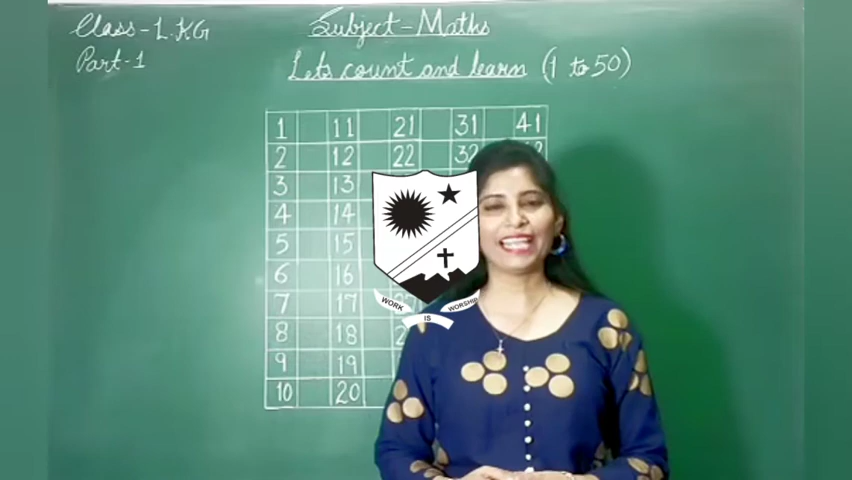 Class-L.KG
Subject-Maths
Part-1
Lets count and learn (1 to 50)
1 11 21 31 41
2 12 22 32
3 13
4 14
5 15
6 16
7 17
8 18
9 19
10 20
WORK IS WORSHIP